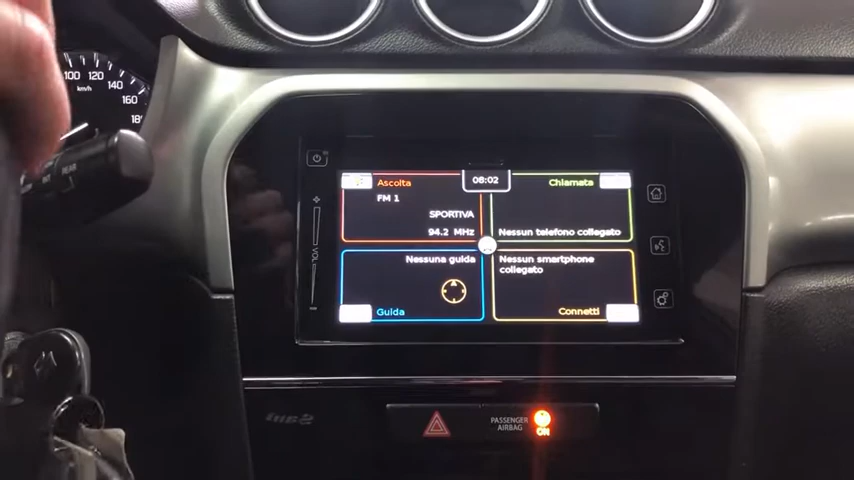 100 120
140
km/h
160
REAR
Ascolta
08:02
Chiamata
FM 1
SPORTIVA
94.2 MHz
Nessun telefono collegato
VOL
Nessuna guida
Nessun smartphone
collegato
Guida
Connetti
PASSENGER
AIRBAG
ON